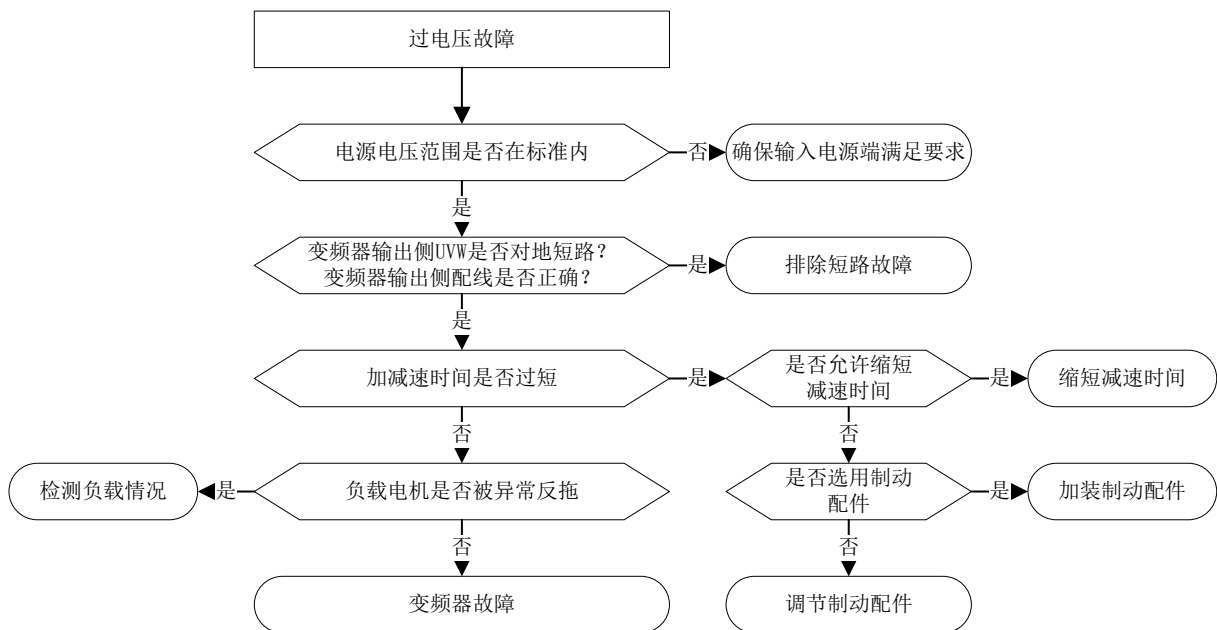 过电压故障
电源电压范围是否在标准内
否
确保输入电源端满足要求
是
变频器输出侧UVW是否对地短路?
变频器输出侧配线是否正确?
是
排除短路故障
是
加减速时间是否过短
是
是否允许缩短
减速时间
是
缩短减速时间
否
否
检测负载情况
是
负载电机是否被异常反拖
是否选用制动
配件
是
加装制动配件
否
否
变频器故障
调节制动配件